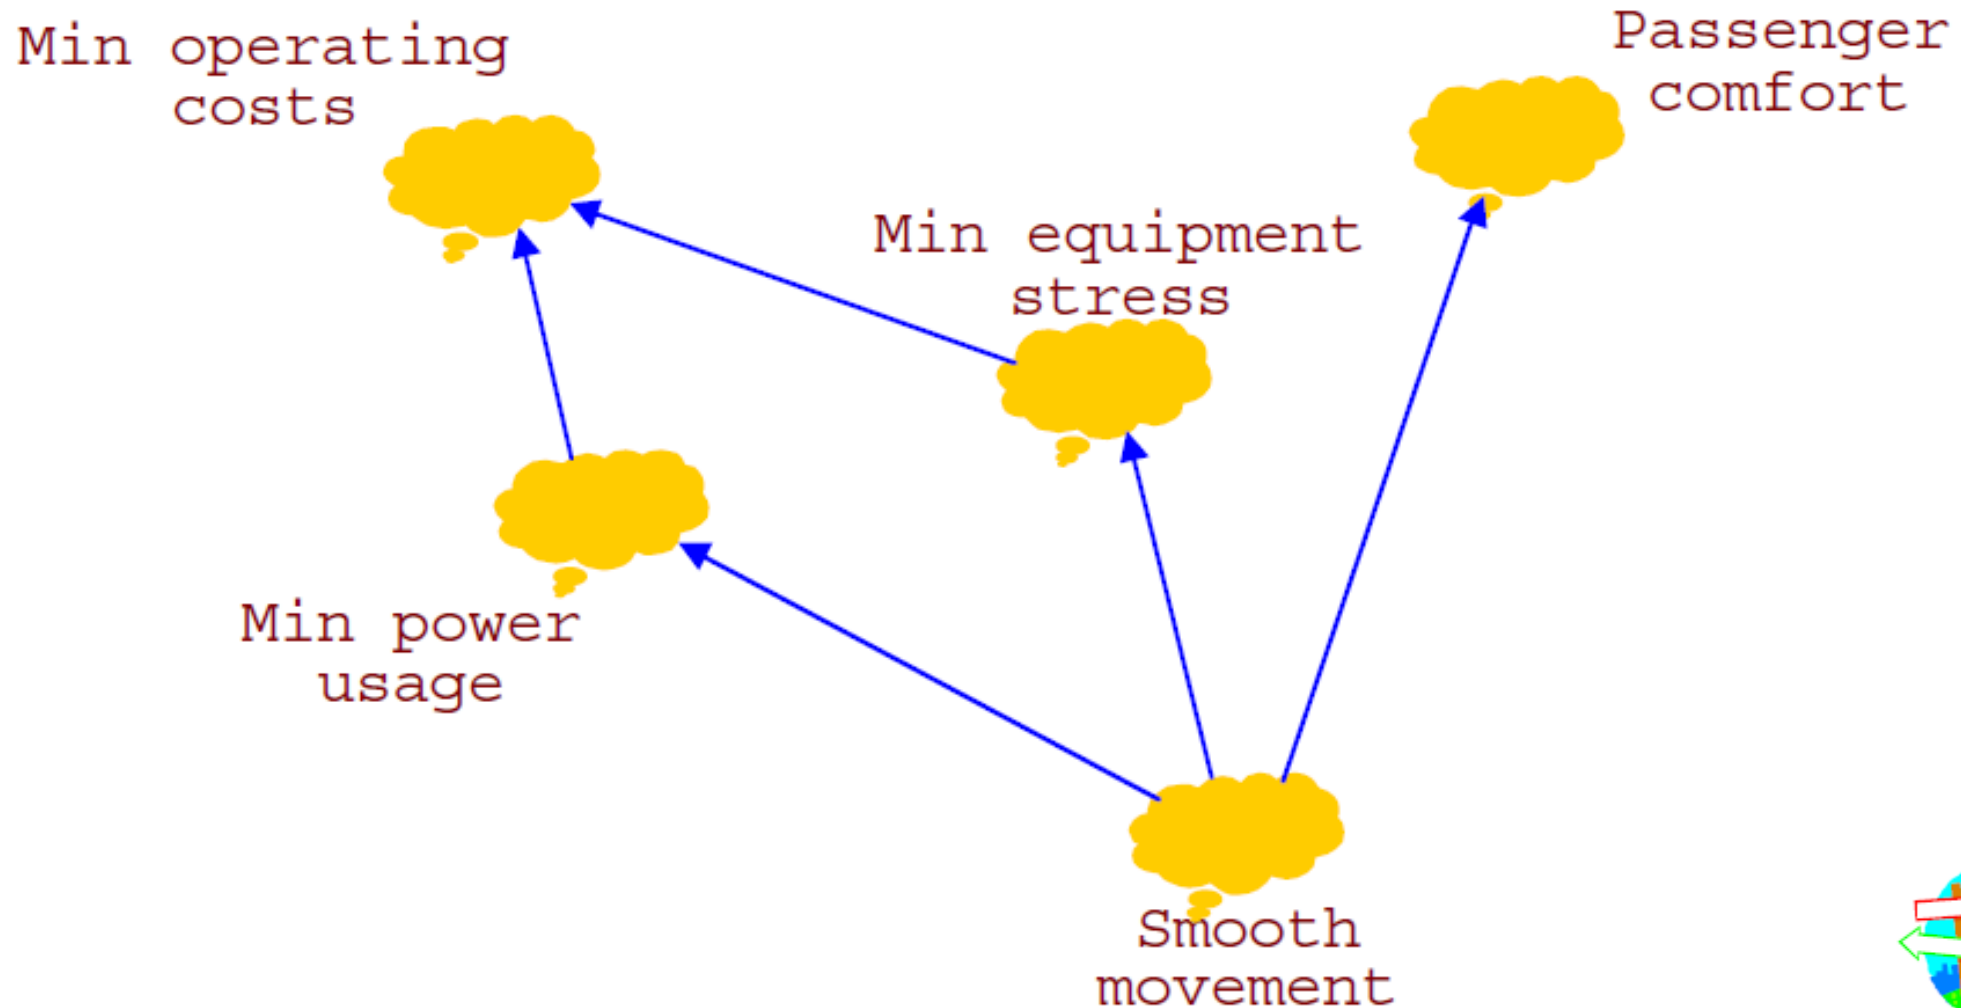 Min operating
costs
Passenger
comfort
Min equipment
stress
Min power
usage
Smooth
movement